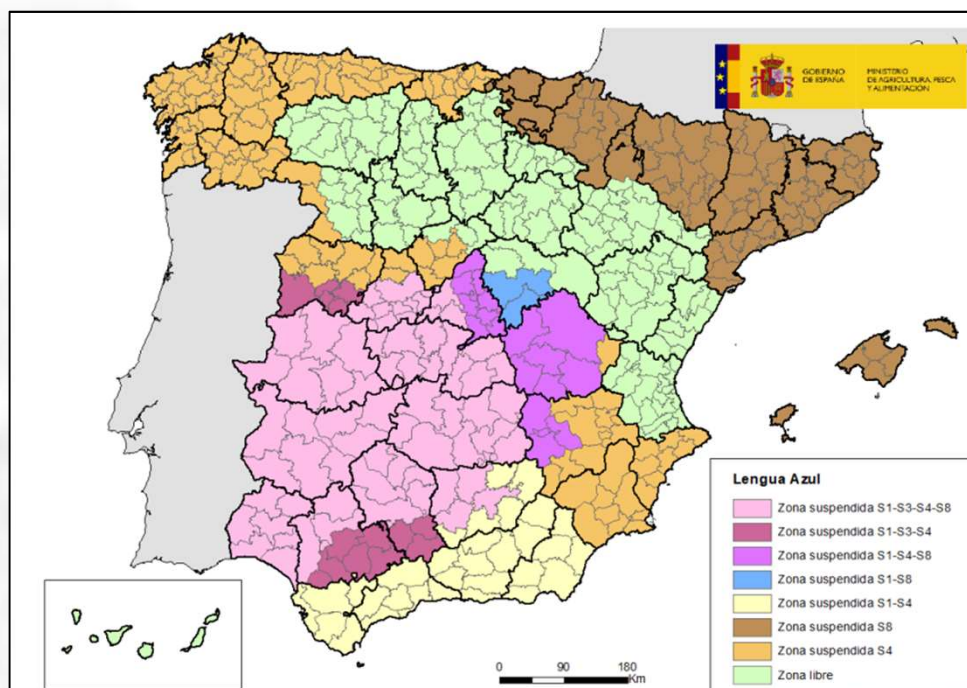 GOBIERNO
DE ESPAÑA
MINISTERIO
DE AGRICULTURA, PESCA
Y ALIMENTACIÓN
Lengua Azul
Zona suspendida S1-S3-S4-S8
Zona suspendida S1-S3-S4
Zona suspendida S1-S4-S8
Zona suspendida S1-S8
Zona suspendida S1-S4
Zona suspendida S8
Zona suspendida S4
Zona libre
0 90 180
Km